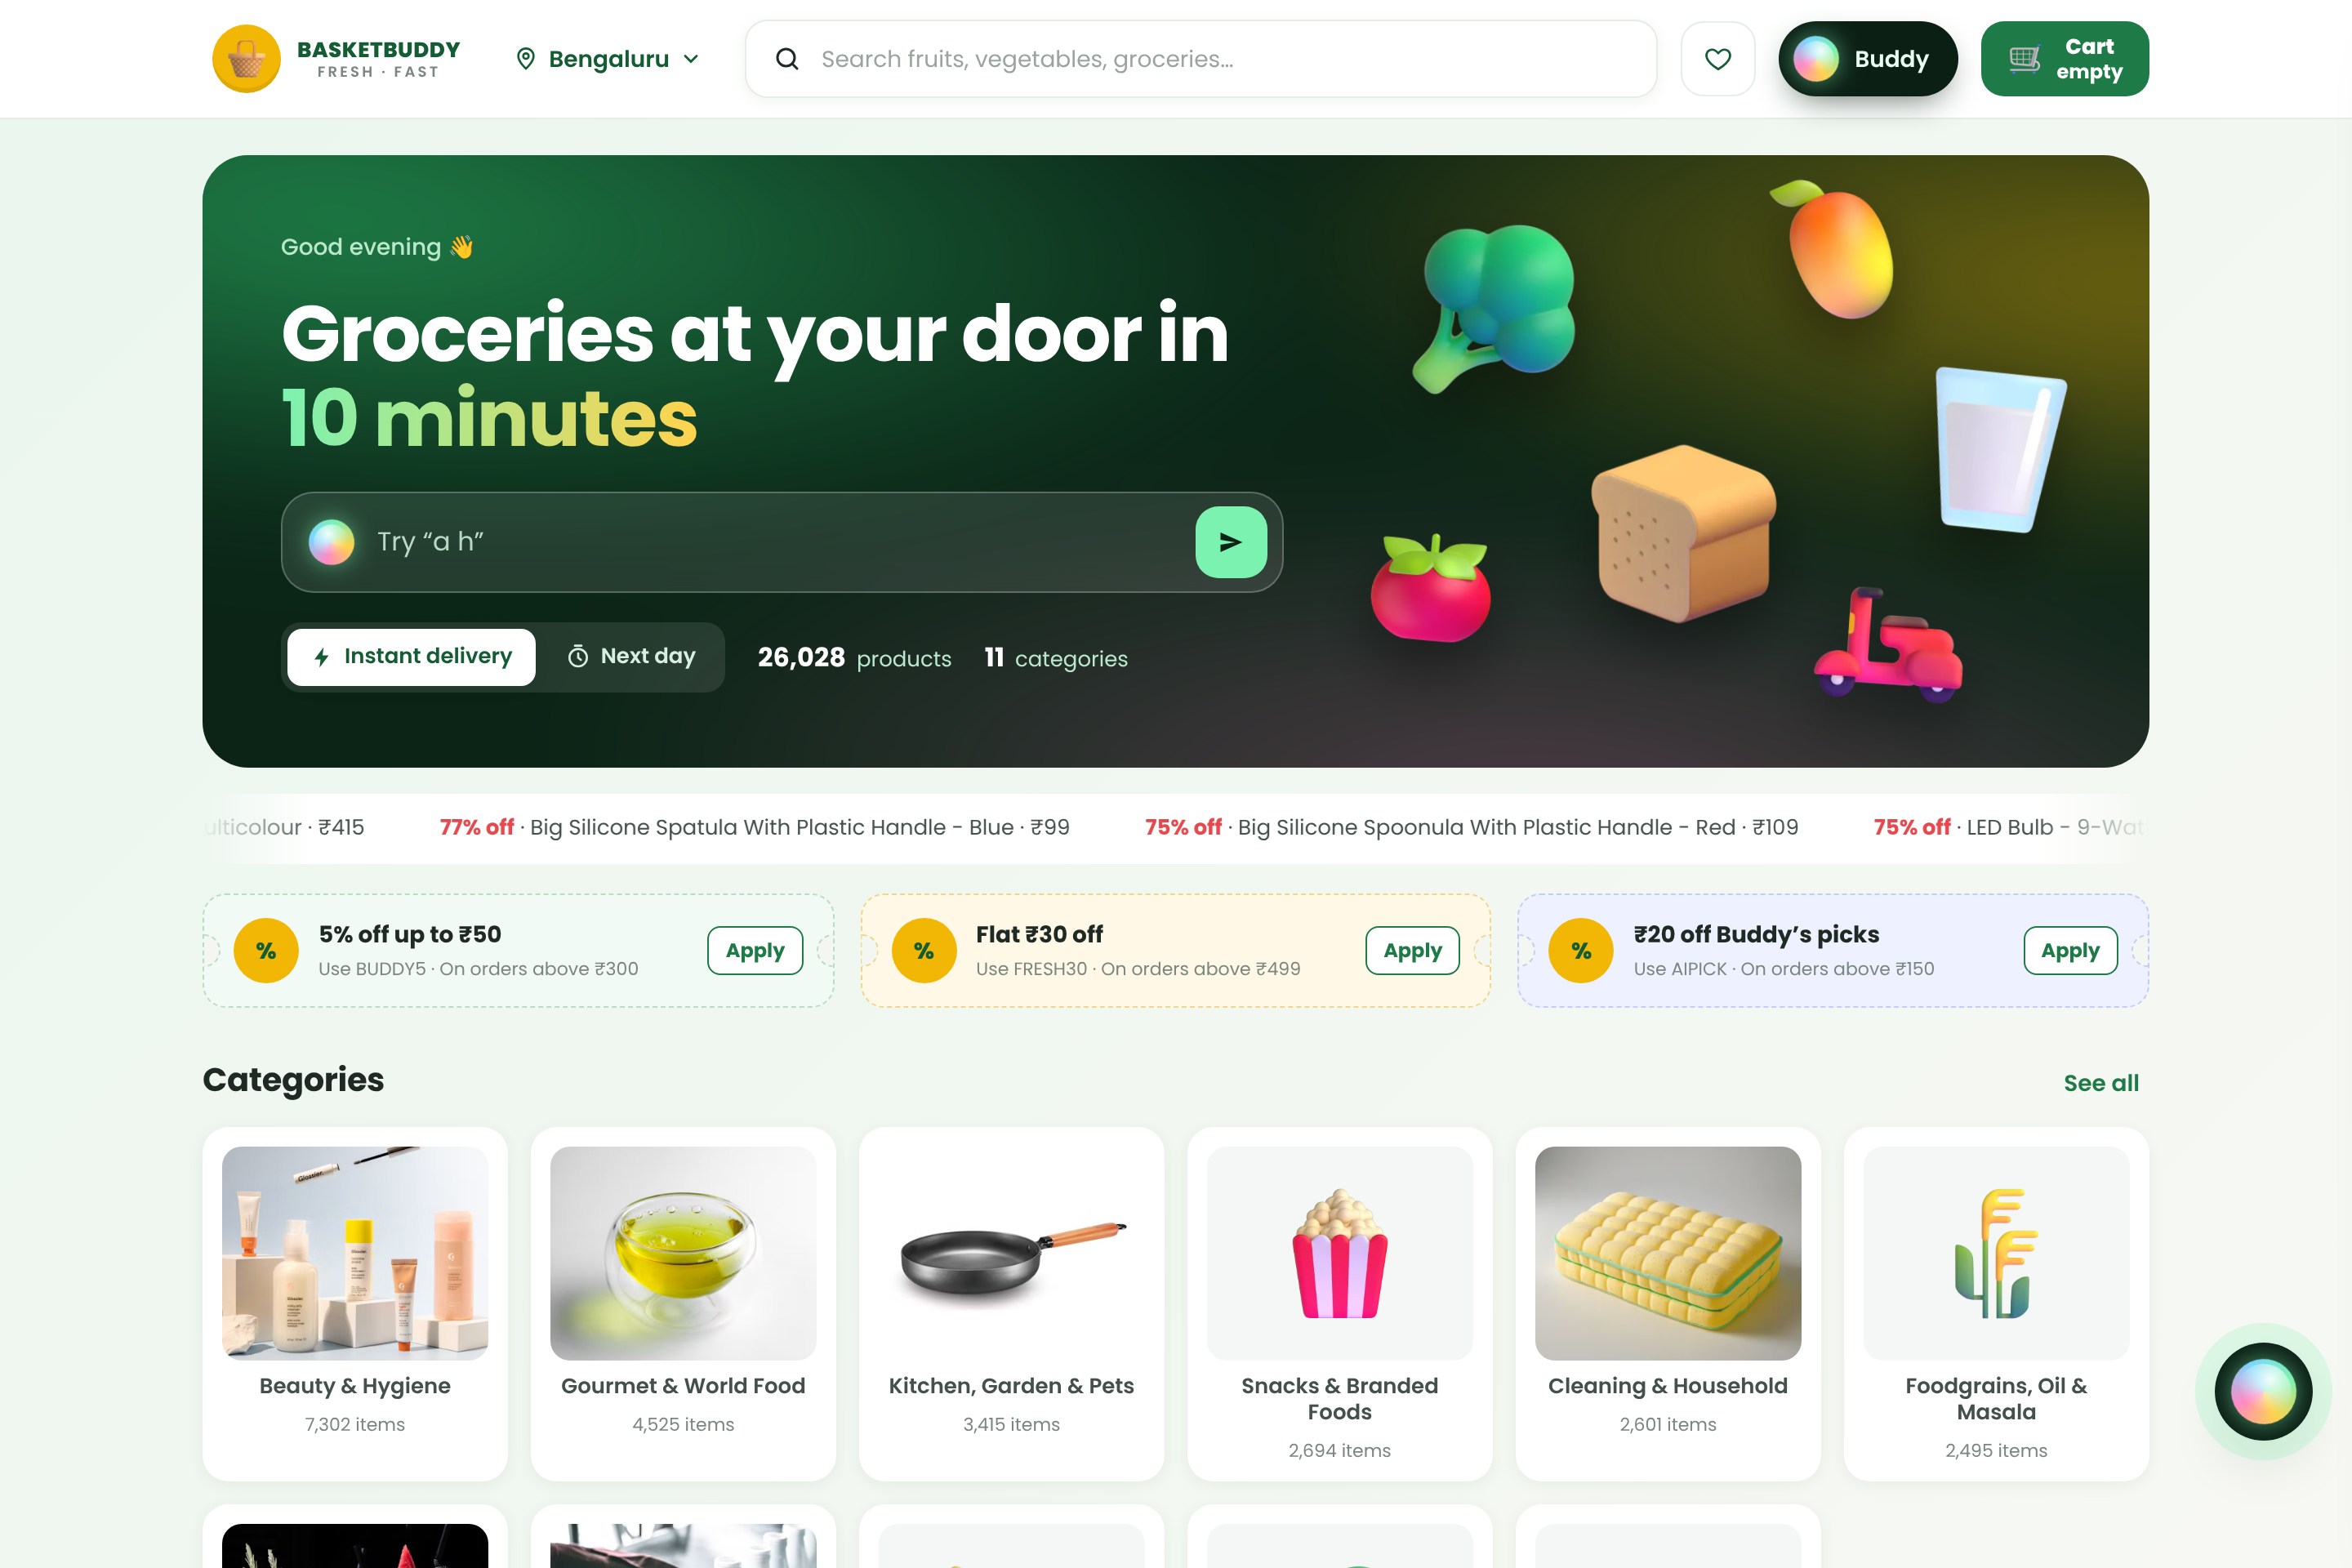 BASKETBUDDY
FRESH · FAST
Bengaluru
Search fruits, vegetables, groceries...
Buddy
Cart
empty
Good evening 👋
Groceries at your door in
10 minutes
Try “a h”
Instant delivery
Next day
26,028 products
11 categories
· ₹415
77% off · Big Silicone Spatula With Plastic Handle - Blue · ₹99
75% off · Big Silicone Spoonula With Plastic Handle - Red · ₹109
75% off · LED Bulb - 9-Wat
%
5% off up to ₹50
Use BUDDY5 · On orders above ₹300
Apply
%
Flat ₹30 off
Use FRESH30 · On orders above ₹499
Apply
%
₹20 off Buddy’s picks
Use AIPICK · On orders above ₹150
Apply
Categories
See all
Glossier.
Beauty & Hygiene
7,302 items
Gourmet & World Food
4,525 items
Kitchen, Garden & Pets
3,415 items
Snacks & Branded
Foods
2,694 items
Cleaning & Household
2,601 items
Foodgrains, Oil &
Masala
2,495 items